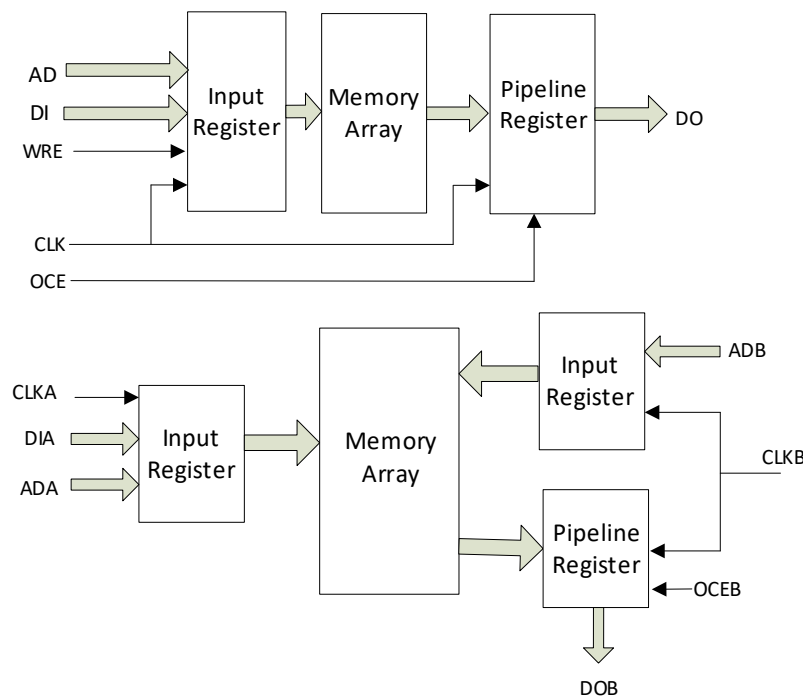 AD
DI
WRE
CLK
OCE
Input
Register
Memory
Array
Pipeline
Register
DO
CLKA
DIA
ADA
Input
Register
Memory
Array
Input
Register
ADB
CLKB
Pipeline
Register
OCEB
DOB